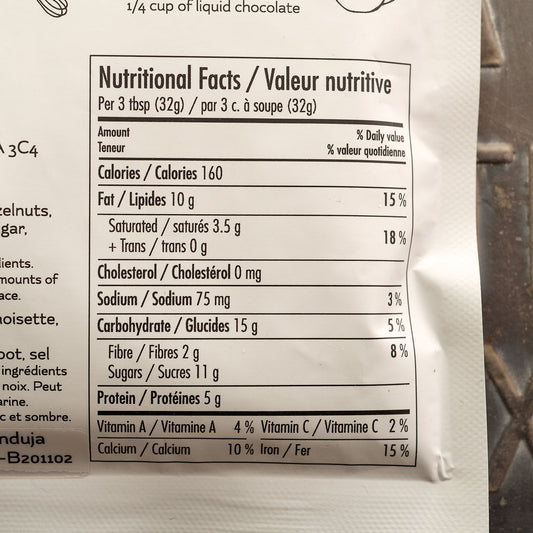 1/4 cup of liquid chocolate
Nutritional Facts / Valeur nutritive
Per 3 tbsp (32g) / par 3 c. à soupe (32g)
Amount % Daily value
Teneur % valeur quotidienne
Calories / Calories 160
Fat / Lipides 10 g 15 %
Saturated / saturés 3.5 g
+ Trans / trans 0 g 18 %
Cholesterol / Cholestérol 0 mg
Sodium / Sodium 75 mg 3 %
Carbohydrate / Glucides 15 g 5 %
Fibre / Fibres 2 g 8 %
Sugars / Sucres 11 g
Protein / Protéines 5 g
Vitamin A / Vitamine A 4 % Vitamin C / Vitamine C 2 %
Calcium / Calcium 10 % Iron / Fer 15 %
A 3C4
zelnuts,
gar,
ients.
mounts of
ace.
noisette,
oot, sel
ingrédients
noix. Peut
arine.
c et sombre.
nduja
-B201102